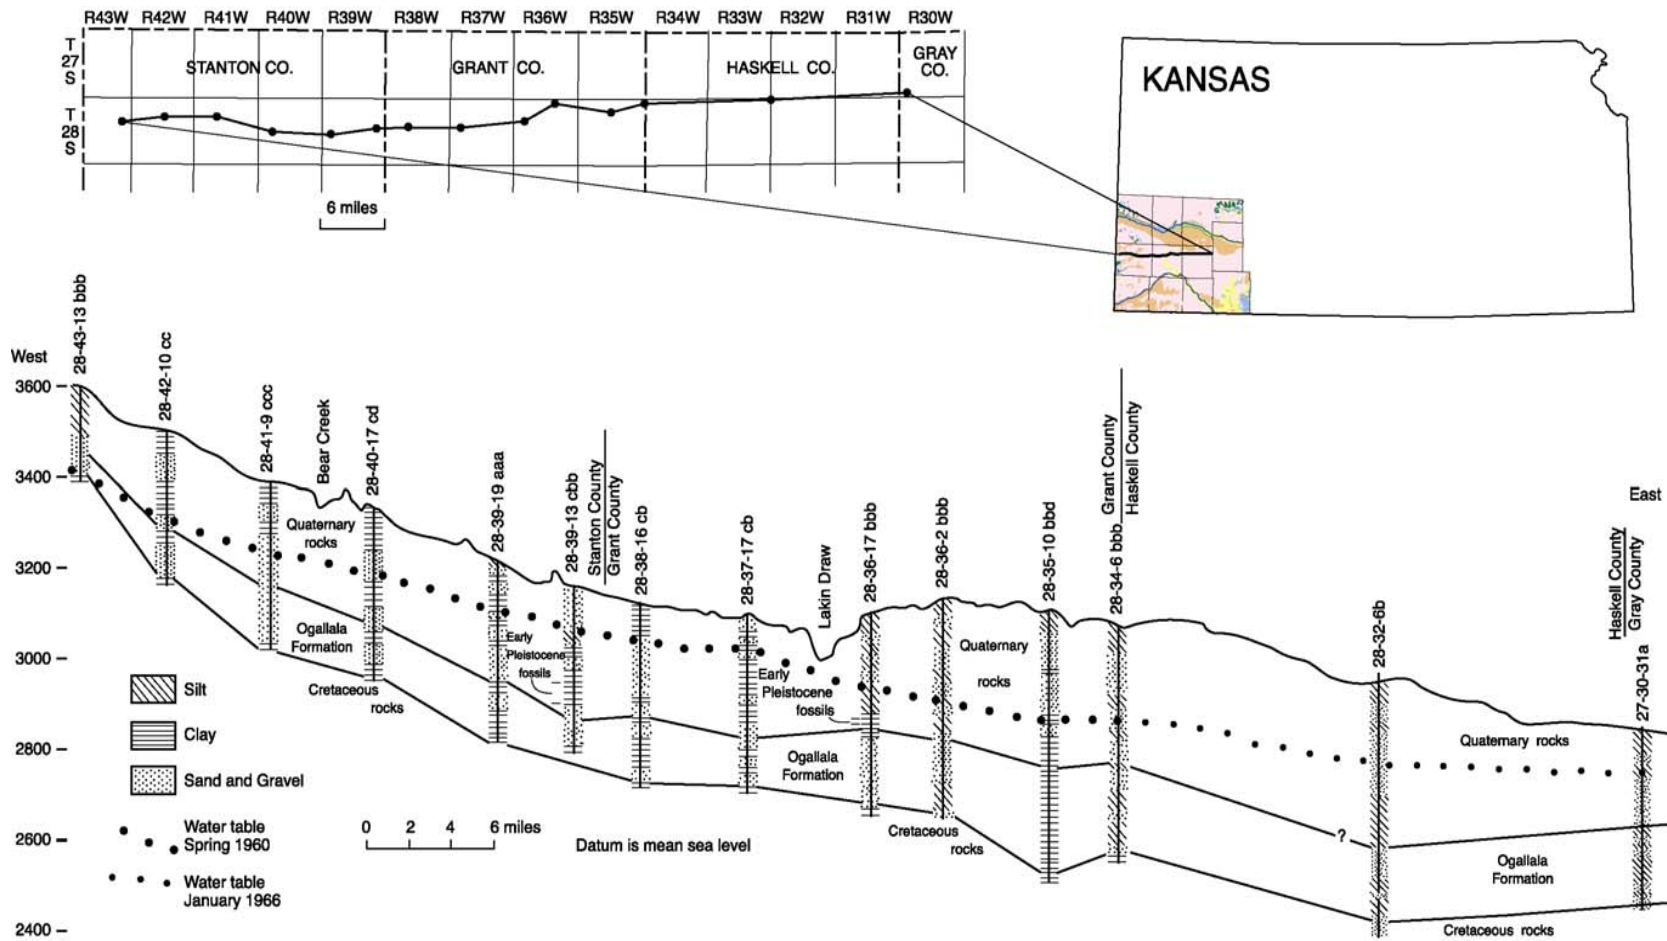 R43W R42W R41W R40W R39W R38W R37W R36W R35W R34W R33W R32W R31W R30W
T
27
S
STANTON CO.
GRANT CO.
HASKELL CO.
GRAY
CO.
T
28
S
6 miles
KANSAS
West
East
3600
3400
3200
3000
2800
2600
2400
28-43-13 bbb
28-42-10 cc
28-41-9 ccc
Bear Creek
28-40-17 cd
28-39-19 aaa
28-39-13 cbb
Stanton County
Grant County
28-38-16 cb
28-37-17 cb
Lakin Draw
28-36-17 bbb
28-36-2 bbb
28-35-10 bbd
Grant County
Haskell County
28-34-6 bbb
28-32-6b
Haskell County
Gray County
27-30-31a
Quaternary
rocks
Ogallala
Formation
Cretaceous
rocks
Early
Pleistocene
fossils
Early
Pleistocene
fossils
Ogallala
Formation
Cretaceous
rocks
Quaternary
rocks
Quaternary rocks
?
Ogallala
Formation
Cretaceous rocks
Silt
Clay
Sand and Gravel
Water table
Spring 1960
Water table
January 1966
0 2 4 6 miles
Datum is mean sea level